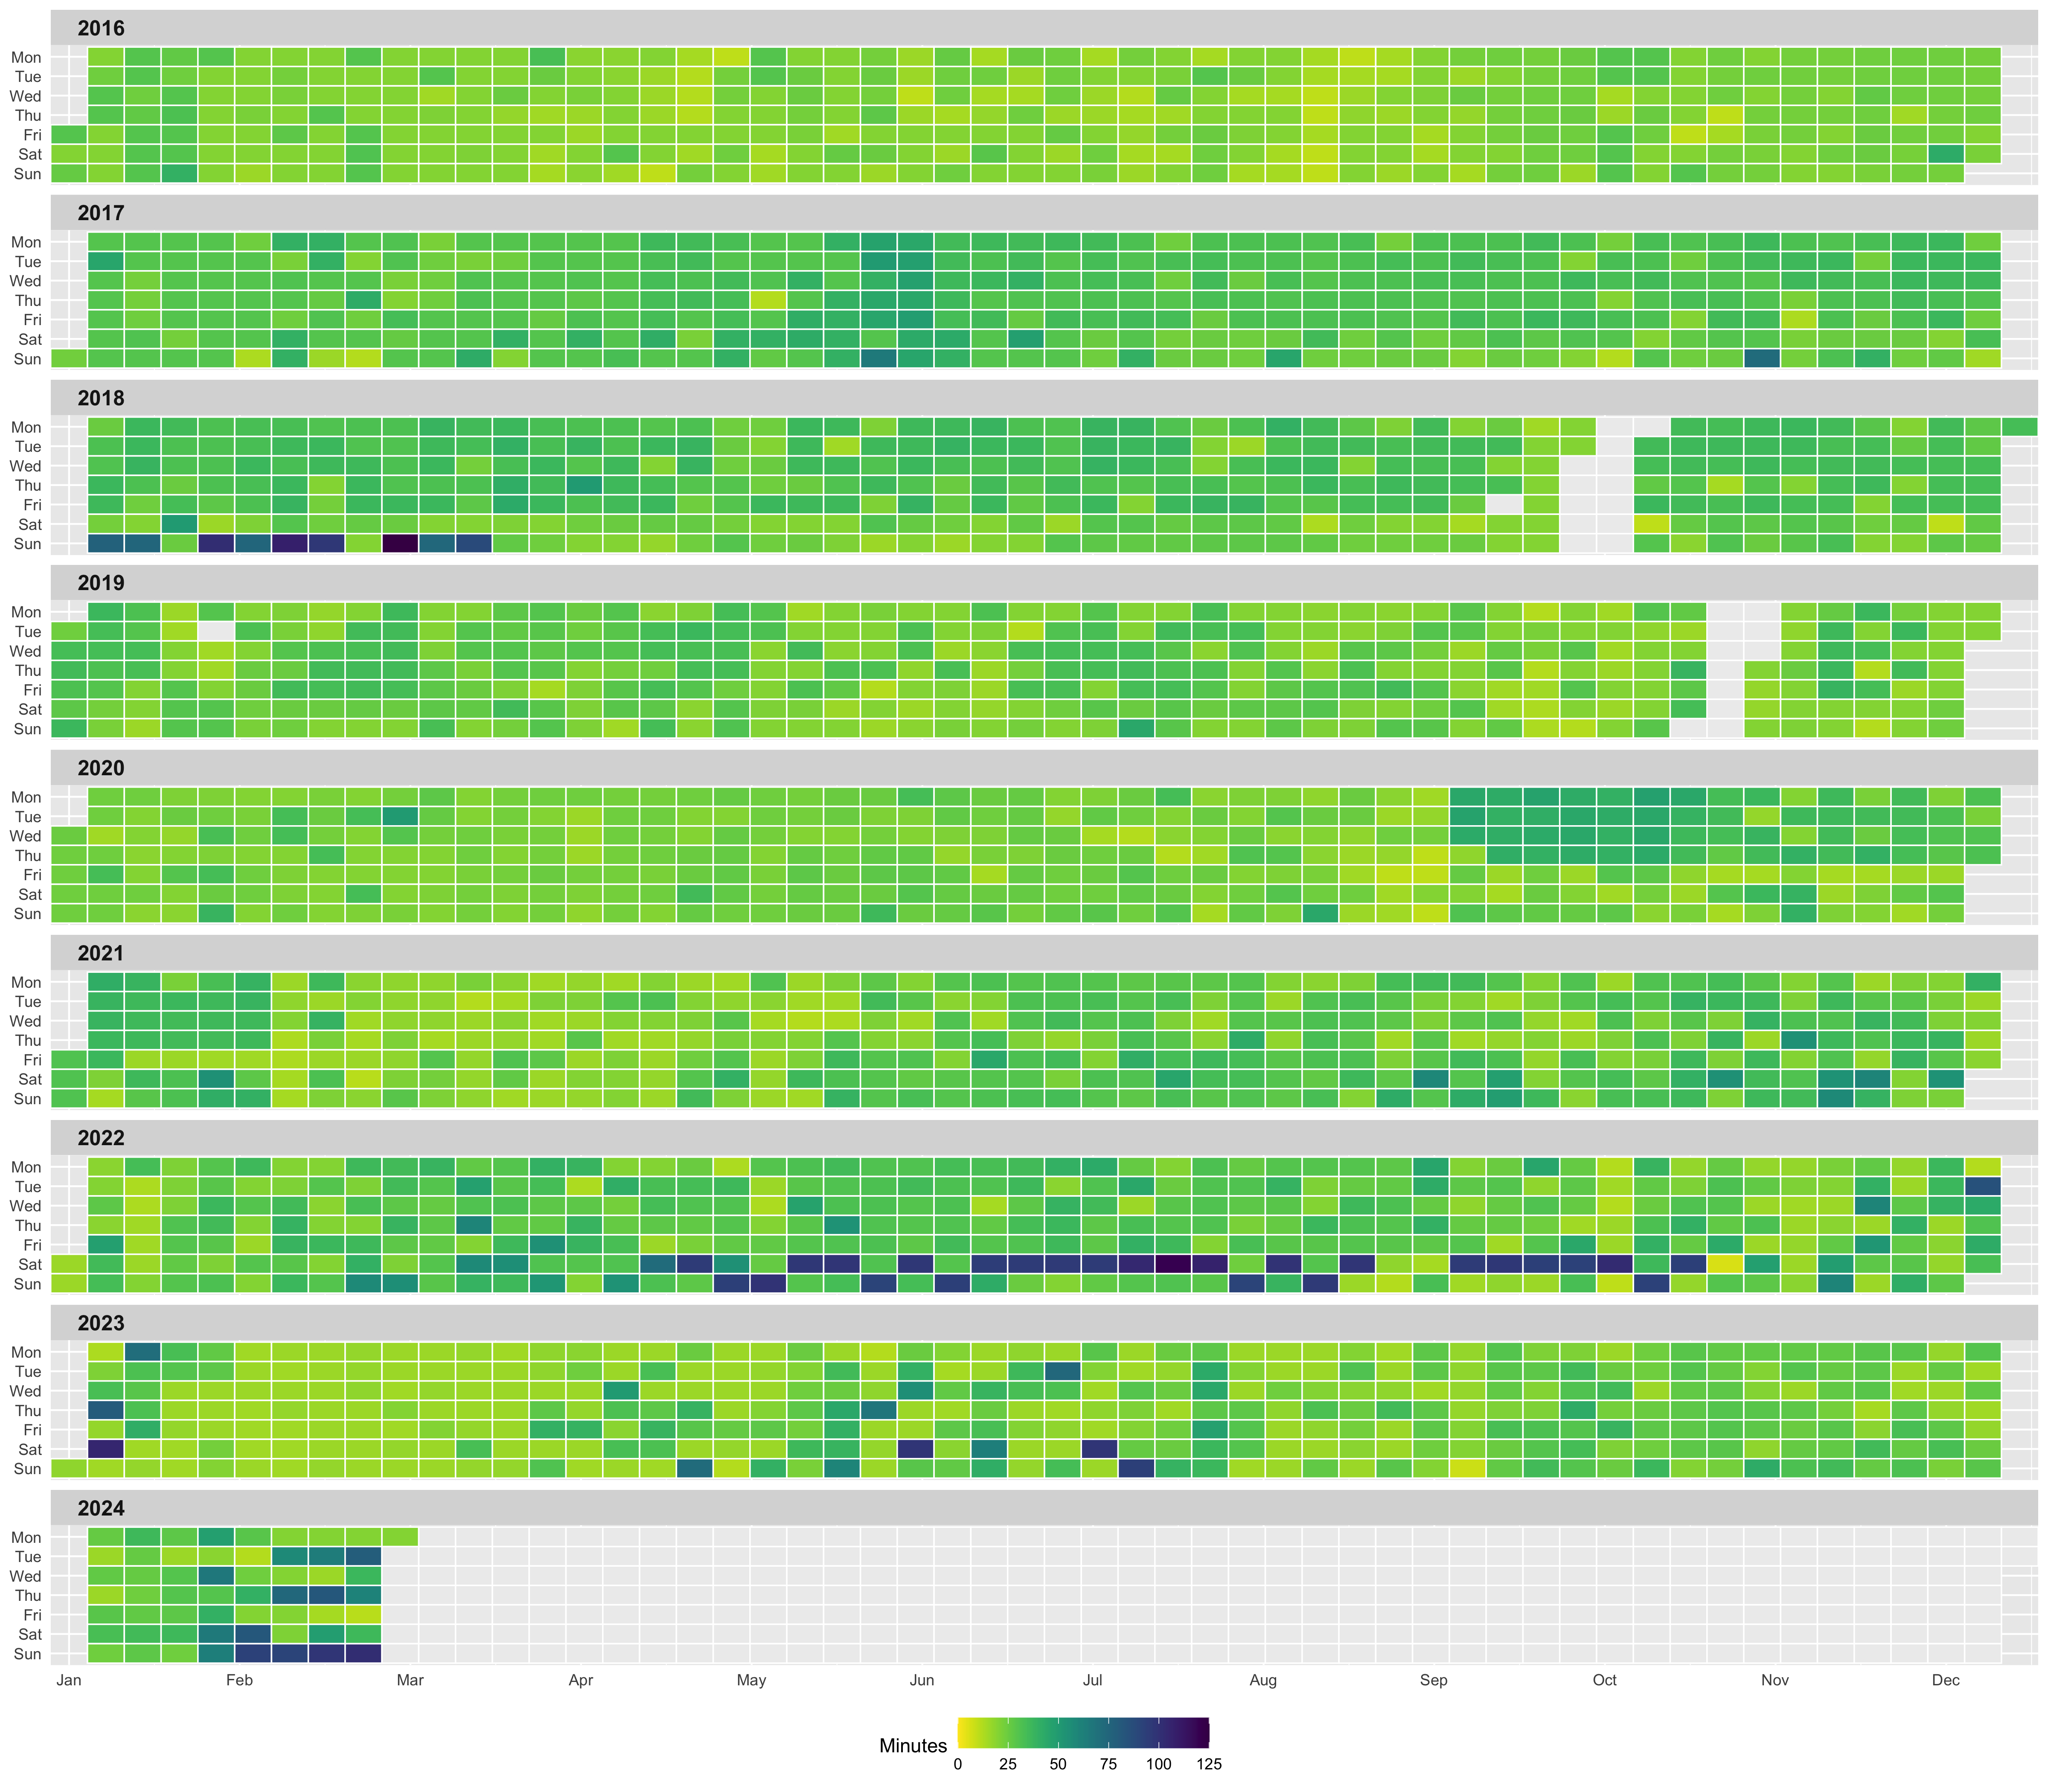 2016
Mon
Tue
Wed
Thu
Fri
Sat
Sun
2017
Mon
Tue
Wed
Thu
Fri
Sat
Sun
2018
Mon
Tue
Wed
Thu
Fri
Sat
Sun
2019
Mon
Tue
Wed
Thu
Fri
Sat
Sun
2020
Mon
Tue
Wed
Thu
Fri
Sat
Sun
2021
Mon
Tue
Wed
Thu
Fri
Sat
Sun
2022
Mon
Tue
Wed
Thu
Fri
Sat
Sun
2023
Mon
Tue
Wed
Thu
Fri
Sat
Sun
2024
Mon
Tue
Wed
Thu
Fri
Sat
Sun
Jan Feb Mar Apr May Jun Jul Aug Sep Oct Nov Dec
Minutes
0 25 50 75 100 125